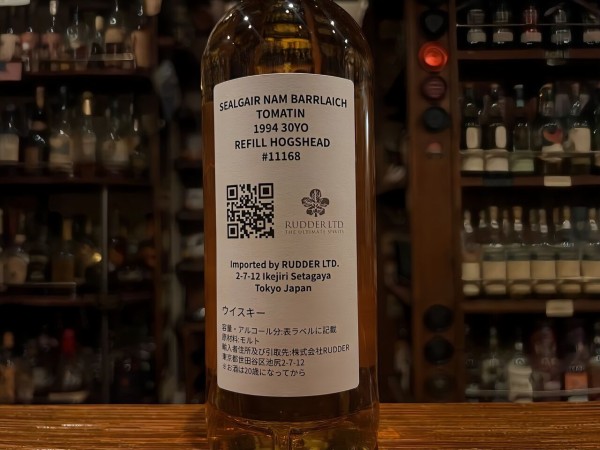 SEALGAIR NAM BARRLAICH
TOMATIN
1994 30YO
REFILL HOGSHEAD
#11168
RUDDER LTD
THE ULTIMATE SPIRITS
Imported by RUDDER LTD.
2-7-12 Ikejiri Setagaya
Tokyo Japan
ウイスキー
容量・アルコール分:表ラベルに記載
原材料:モルト
輸入者住所及び引取先:株式会社RUDDER
東京都世田谷区池尻2-7-12
※お酒は20歳になってから